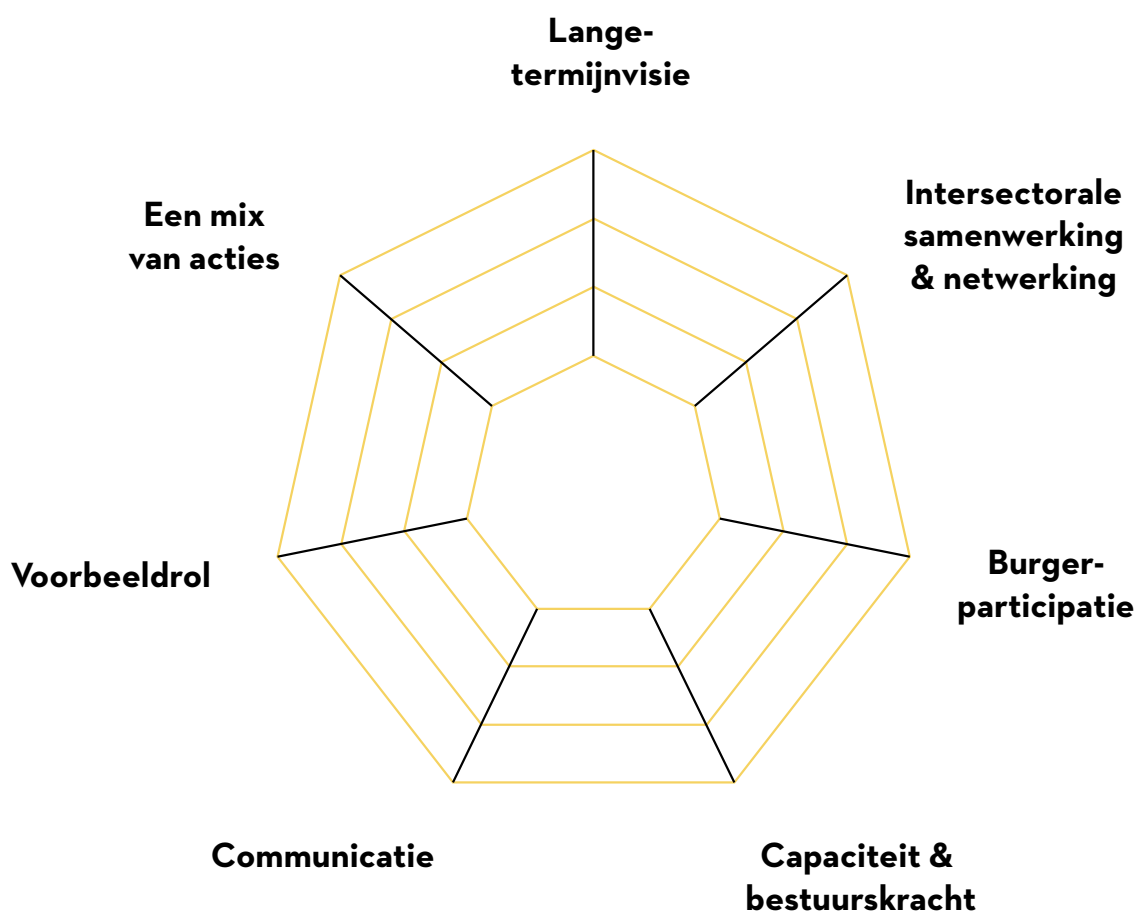 Lange-
termijnvisie
Intersectorale
samenwerking
& netwerking
Een mix
van acties
Burger-
participatie
Voorbeeldrol
Communicatie
Capaciteit &
bestuurskracht